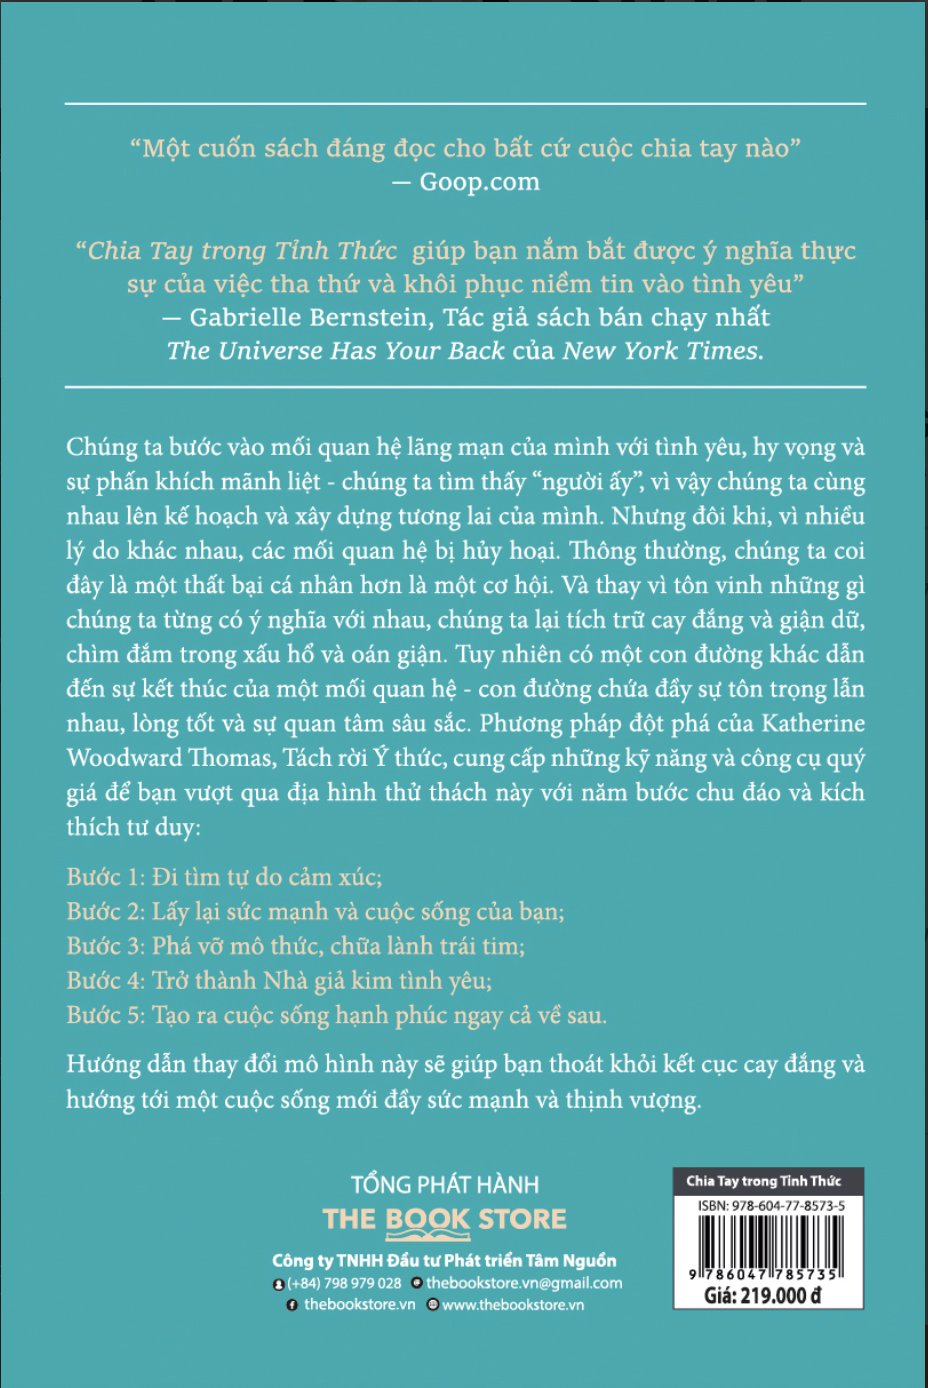 “Một cuốn sách đáng đọc cho bất cứ cuộc chia tay nào”
— Goop.com
“Chia Tay trong Tỉnh Thức giúp bạn nắm bắt được ý nghĩa thực
sự của việc tha thứ và khôi phục niềm tin vào tình yêu”
— Gabrielle Bernstein, Tác giả sách bán chạy nhất
The Universe Has Your Back của New York Times.
Chúng ta bước vào mối quan hệ lãng mạn của mình với tình yêu, hy vọng và
sự phấn khích mãnh liệt - chúng ta tìm thấy “người ấy”, vì vậy chúng ta cùng
nhau lên kế hoạch và xây dựng tương lai của mình. Nhưng đôi khi, vì nhiều
lý do khác nhau, các mối quan hệ bị hủy hoại. Thông thường, chúng ta coi
đây là một thất bại cá nhân hơn là một cơ hội. Và thay vì tôn vinh những gì
chúng ta từng có ý nghĩa với nhau, chúng ta lại tích trữ cay đắng và giận dữ,
chìm đắm trong xấu hổ và oán giận. Tuy nhiên có một con đường khác dẫn
đến sự kết thúc của một mối quan hệ - con đường chứa đầy sự tôn trọng lẫn
nhau, lòng tốt và sự quan tâm sâu sắc. Phương pháp đột phá của Katherine
Woodward Thomas, Tách rời Ý thức, cung cấp những kỹ năng và công cụ quý
giá để bạn vượt qua địa hình thử thách này với năm bước chu đáo và kích
thích tư duy:
Bước 1: Đi tìm tự do cảm xúc;
Bước 2: Lấy lại sức mạnh và cuộc sống của bạn;
Bước 3: Phá vỡ mô thức, chữa lành trái tim;
Bước 4: Trở thành Nhà giả kim tình yêu;
Bước 5: Tạo ra cuộc sống hạnh phúc ngay cả về sau.
Hướng dẫn thay đổi mô hình này sẽ giúp bạn thoát khỏi kết cục cay đắng và
hướng tới một cuộc sống mới đầy sức mạnh và thịnh vượng.
TỔNG PHÁT HÀNH
THE BOOK STORE
Công ty TNHH Đầu tư Phát triển Tâm Nguồn
(+84) 798 979 028 thebookstore.vn@gmail.com
thebookstore.vn www.thebookstore.vn
Chia Tay trong Tỉnh Thức
ISBN: 978-604-77-8573-5
9 786047 785735
Giá: 219.000 đ